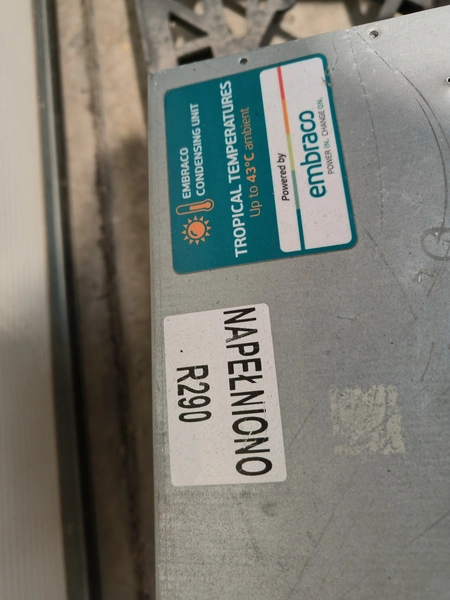 EMBRACO
CONDENSING UNIT
TROPICAL TEMPERATURES
Up to 43°C ambient
Powered by
embraco
POWER IN. CHANGE ON.
NAPEŁNIONO
R290